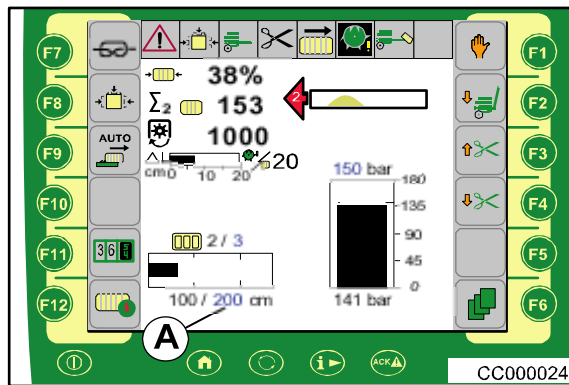 F7
F8
F9
F10
F11
F12
AUTO
36
38%
Σ2 153
1000
cm 0 10 20
20
2
2 / 3
100 / 200 cm
A
150 bar
180
135
90
45
0
141 bar
F1
F2
F3
F4
F5
F6
i
ACK
CC000024